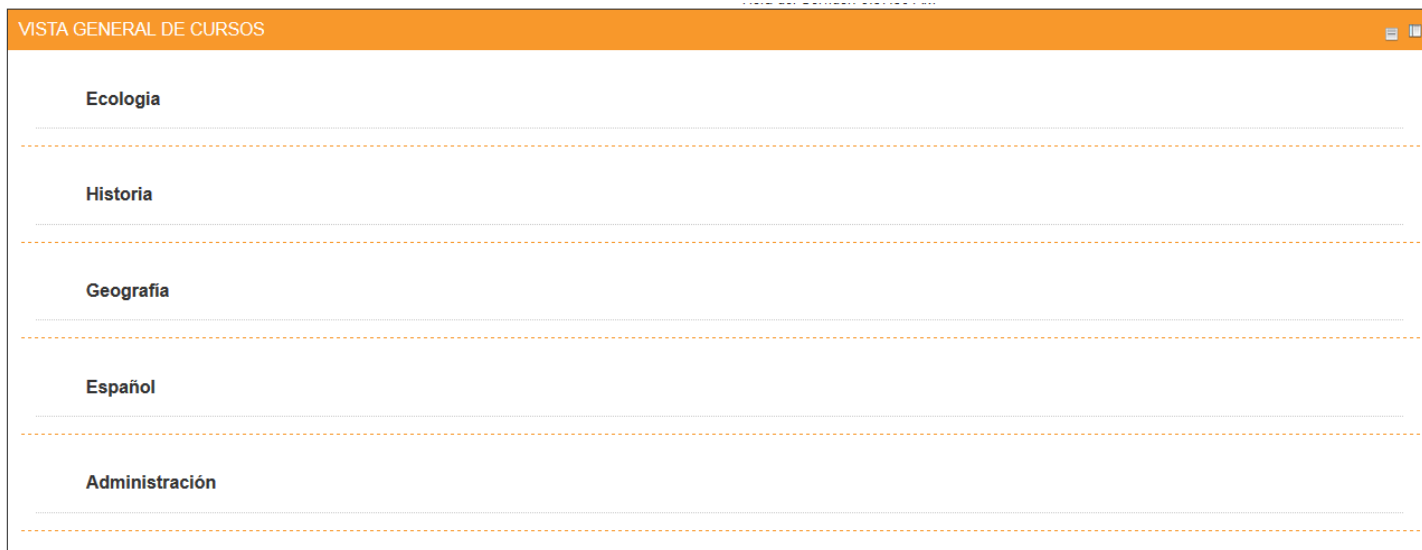 VISTA GENERAL DE CURSOS
Ecologia
Historia
Geografía
Español
Administración